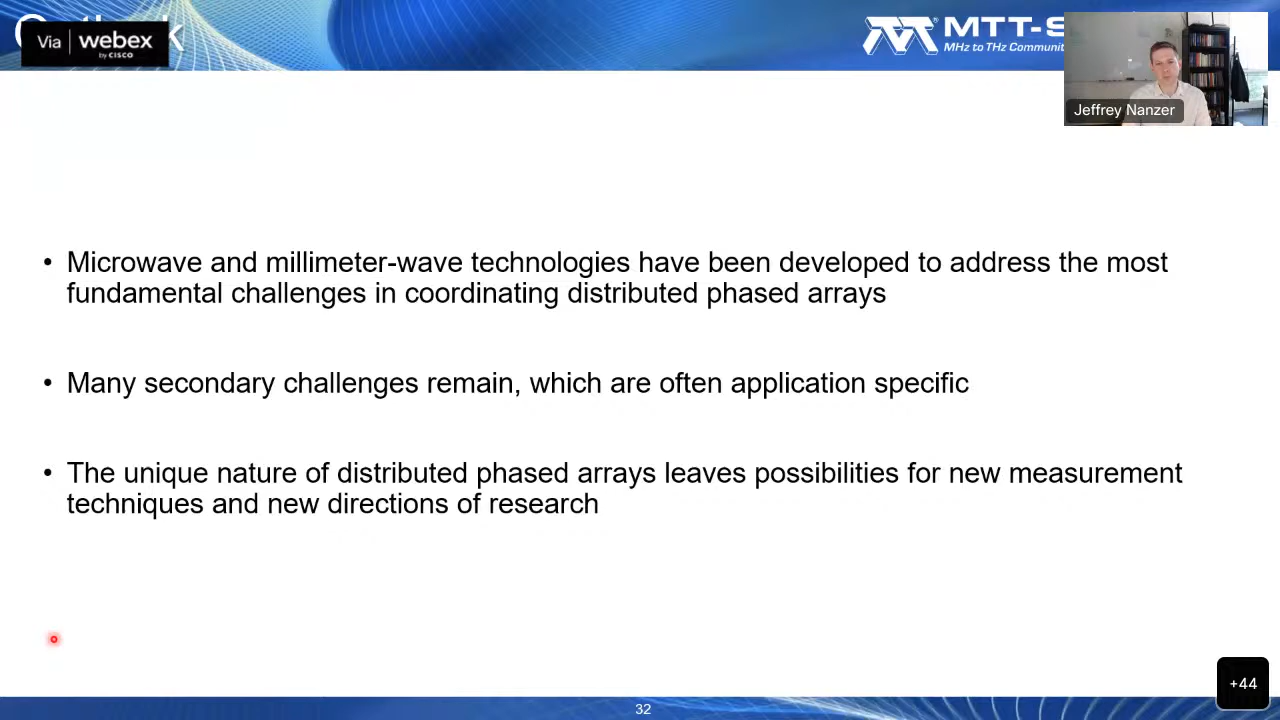 Via webex
by CISCO
MTT-S
MHz to THz Communit
Jeffrey Nanzer
• Microwave and millimeter-wave technologies have been developed to address the most
fundamental challenges in coordinating distributed phased arrays
• Many secondary challenges remain, which are often application specific
• The unique nature of distributed phased arrays leaves possibilities for new measurement
techniques and new directions of research
+44
32